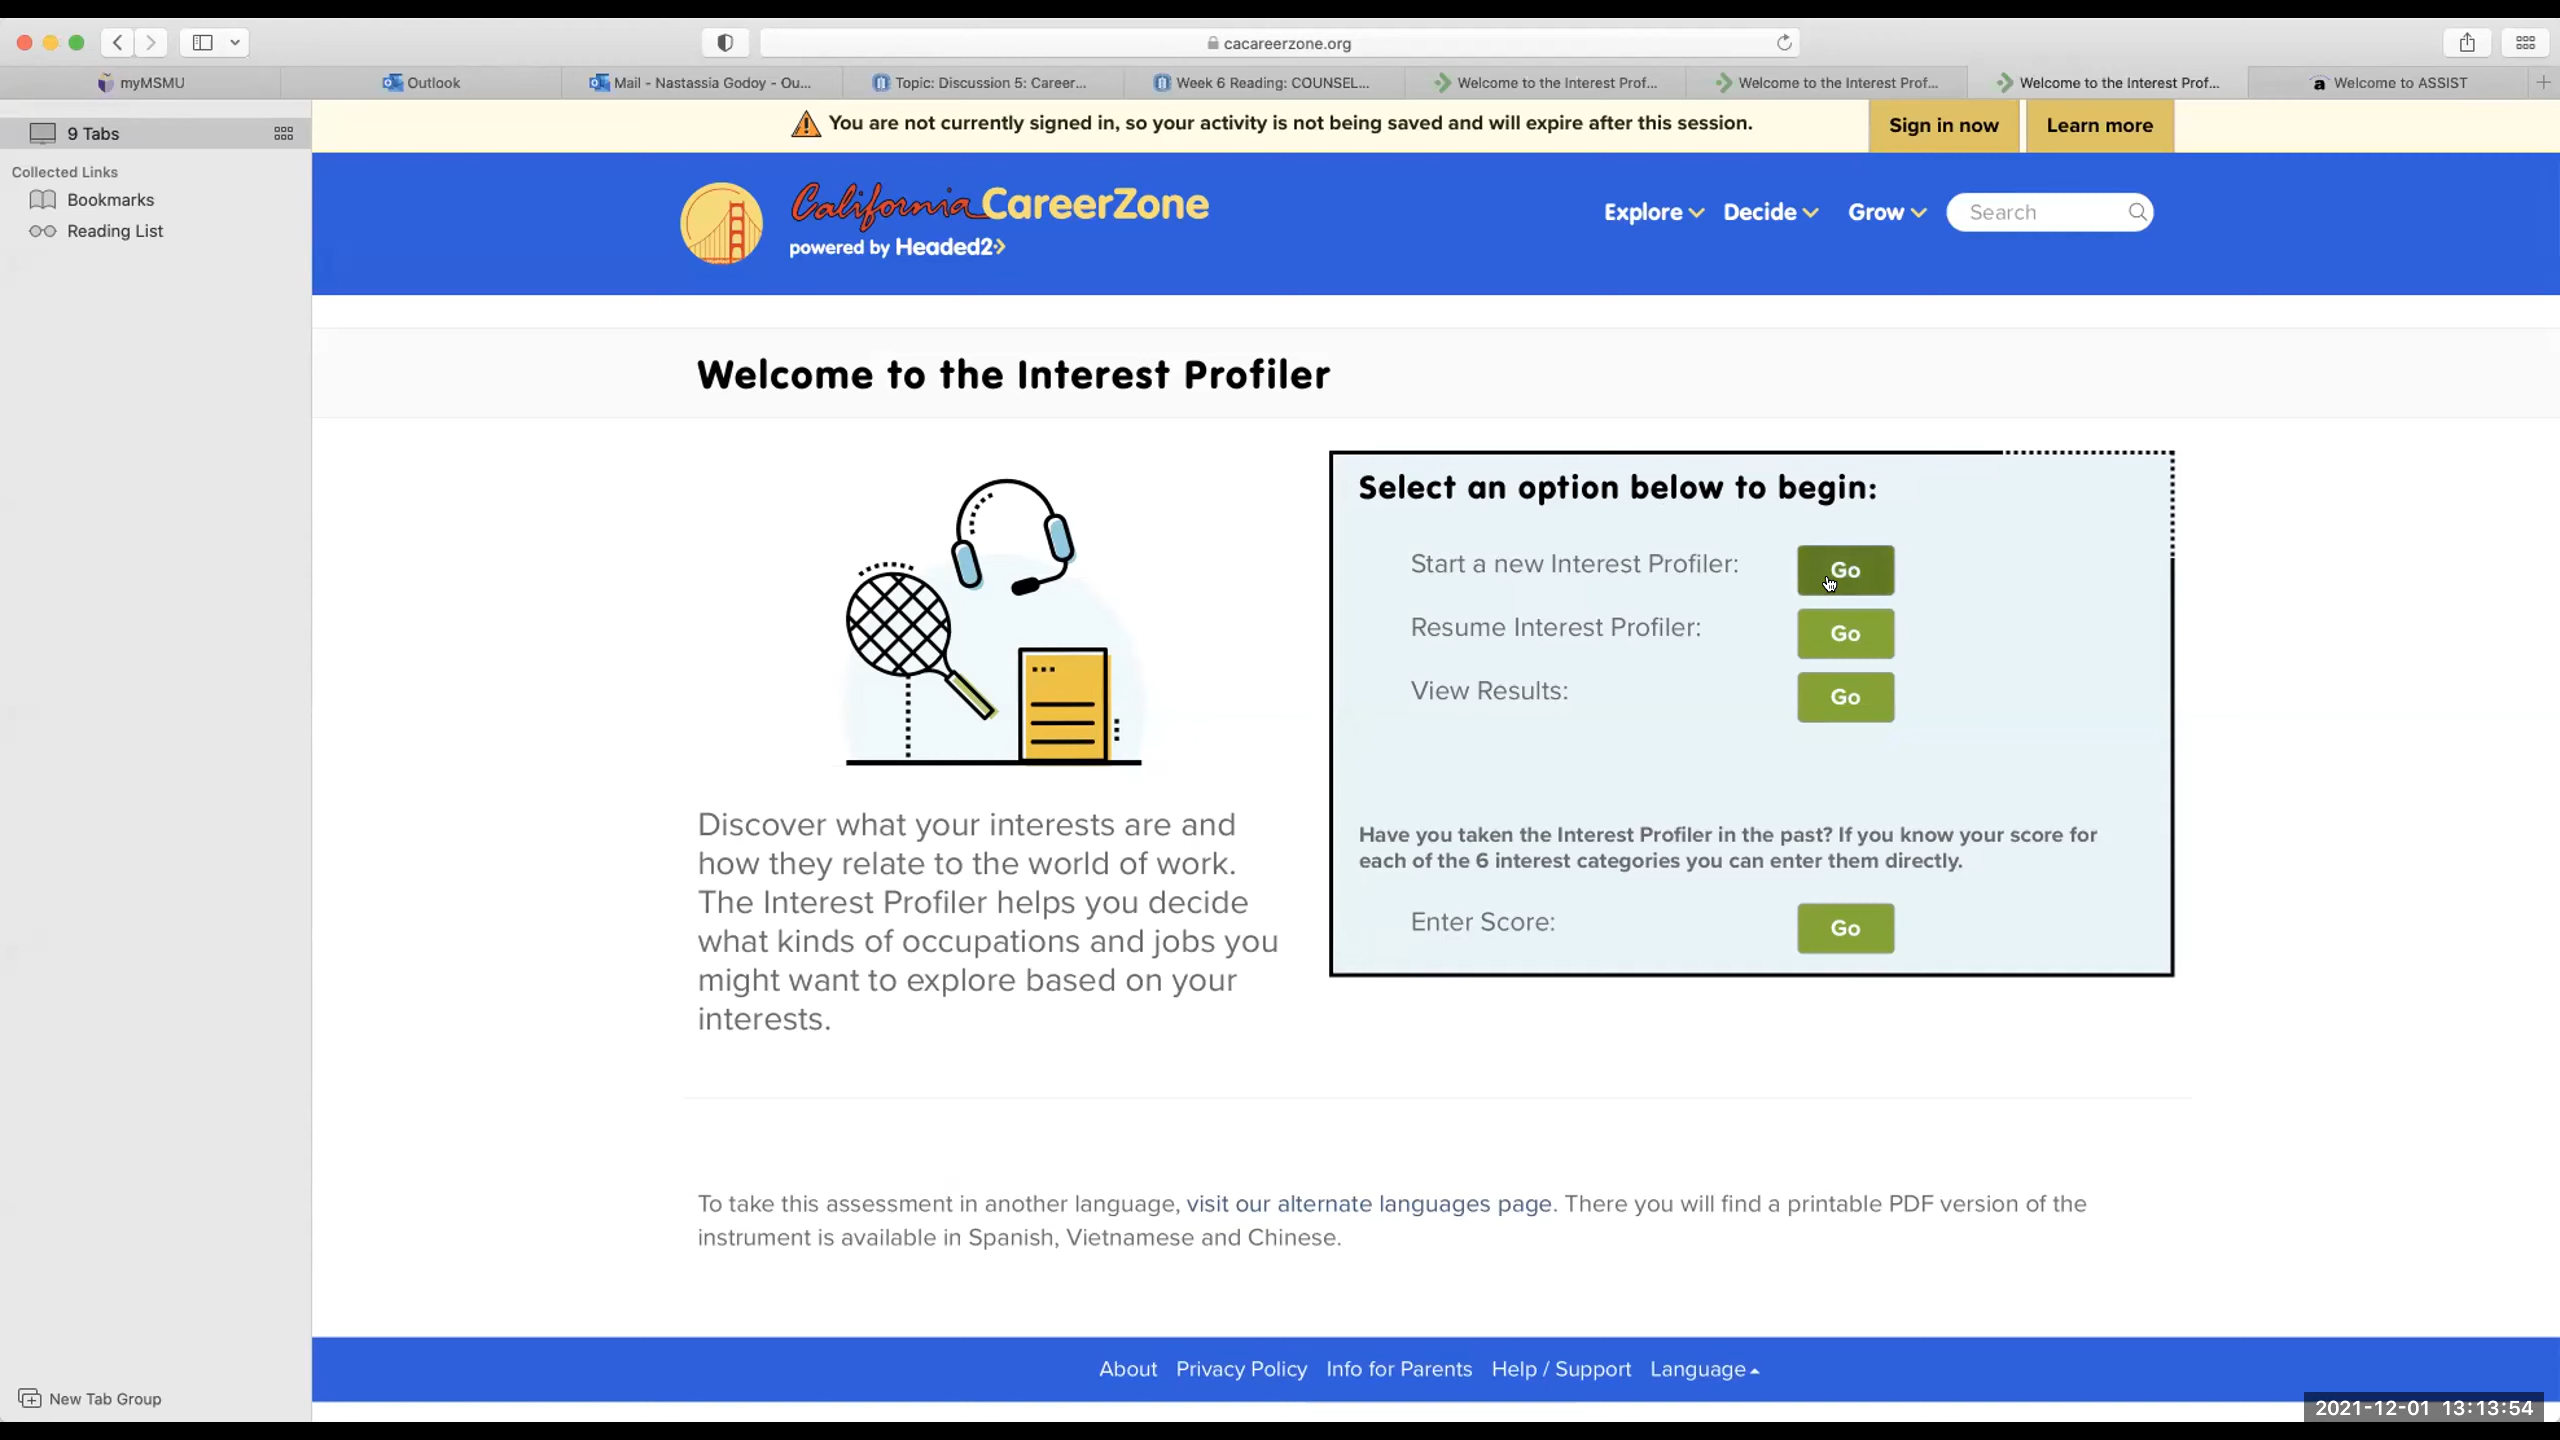 cacareerzone.org
myMSMU
Outlook
Mail - Nastassia Godoy - Ou...
Topic: Discussion 5: Career...
Week 6 Reading: COUNSEL...
Welcome to the Interest Prof...
Welcome to the Interest Prof...
Welcome to the Interest Prof...
a Welcome to ASSIST
9 Tabs
Collected Links
Bookmarks
Reading List
You are not currently signed in, so your activity is not being saved and will expire after this session.
Sign in now
Learn more
California CareerZone
powered by Headed2
Explore
Decide
Grow
Search
Welcome to the Interest Profiler
Select an option below to begin:
Start a new Interest Profiler:
Go
Resume Interest Profiler:
Go
View Results:
Go
Have you taken the Interest Profiler in the past? If you know your score for
each of the 6 interest categories you can enter them directly.
Enter Score:
Go
Discover what your interests are and
how they relate to the world of work.
The Interest Profiler helps you decide
what kinds of occupations and jobs you
might want to explore based on your
interests.
To take this assessment in another language, visit our alternate languages page. There you will find a printable PDF version of the
instrument is available in Spanish, Vietnamese and Chinese.
About
Privacy Policy
Info for Parents
Help / Support
Language
New Tab Group
2021-12-01 13:13:54